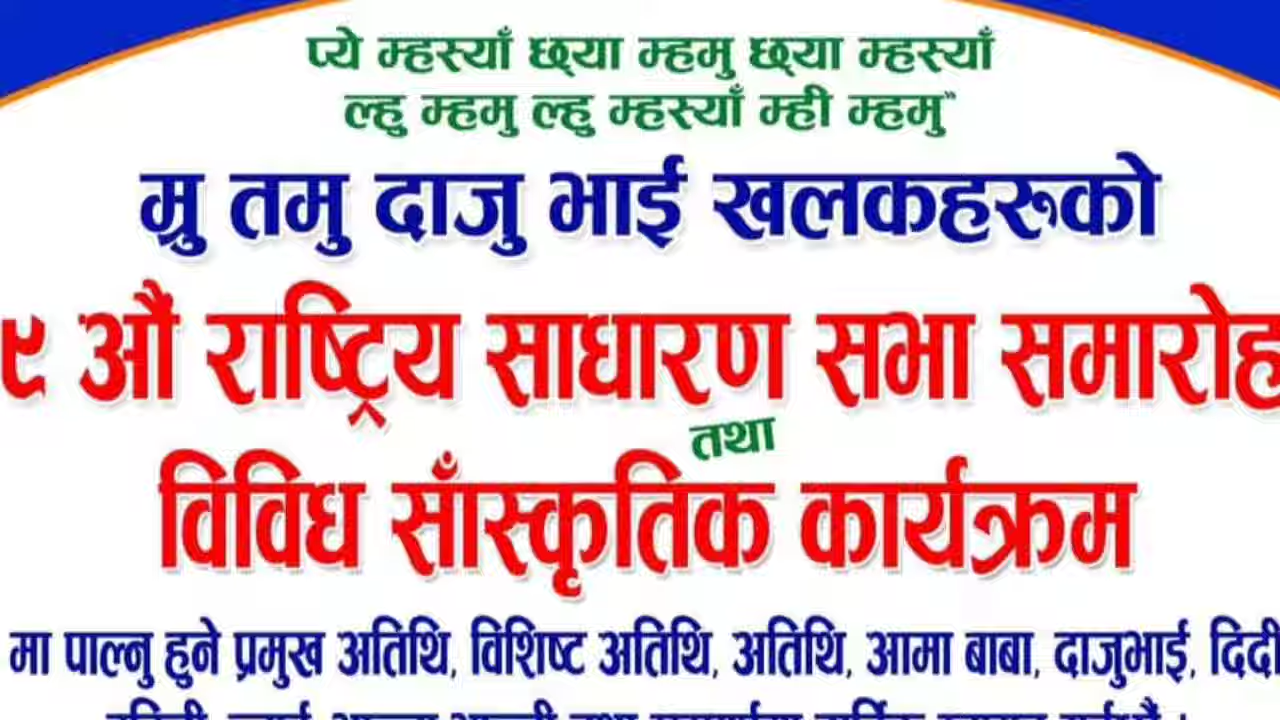 प्ये म्हस्याँ छ्या म्हमु छ्या म्हस्याँ
ल्हु म्हमु ल्हु म्हस्याँ म्ही म्हमु"
म्रु तमु दाजु भाई खलकहरुको
९ औं राष्ट्रिय साधारण सभा समारोह
तथा
विविध साँस्कृतिक कार्यक्रम
मा पाल्नु हुने प्रमुख अतिथि, विशिष्ट अतिथि, अतिथि, आमा बाबा, दाजुभाई, दिदी